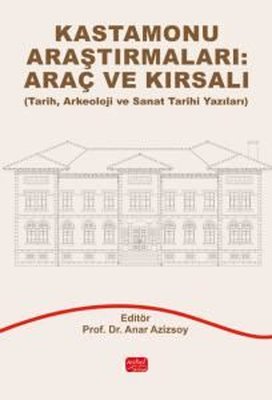 KASTAMONU
ARAŞTIRMALARI:
ARAÇ VE KIRSALI
(Tarih, Arkeoloji ve Sanat Tarihi Yazıları)
Editör
Prof. Dr. Anar Azizsoy